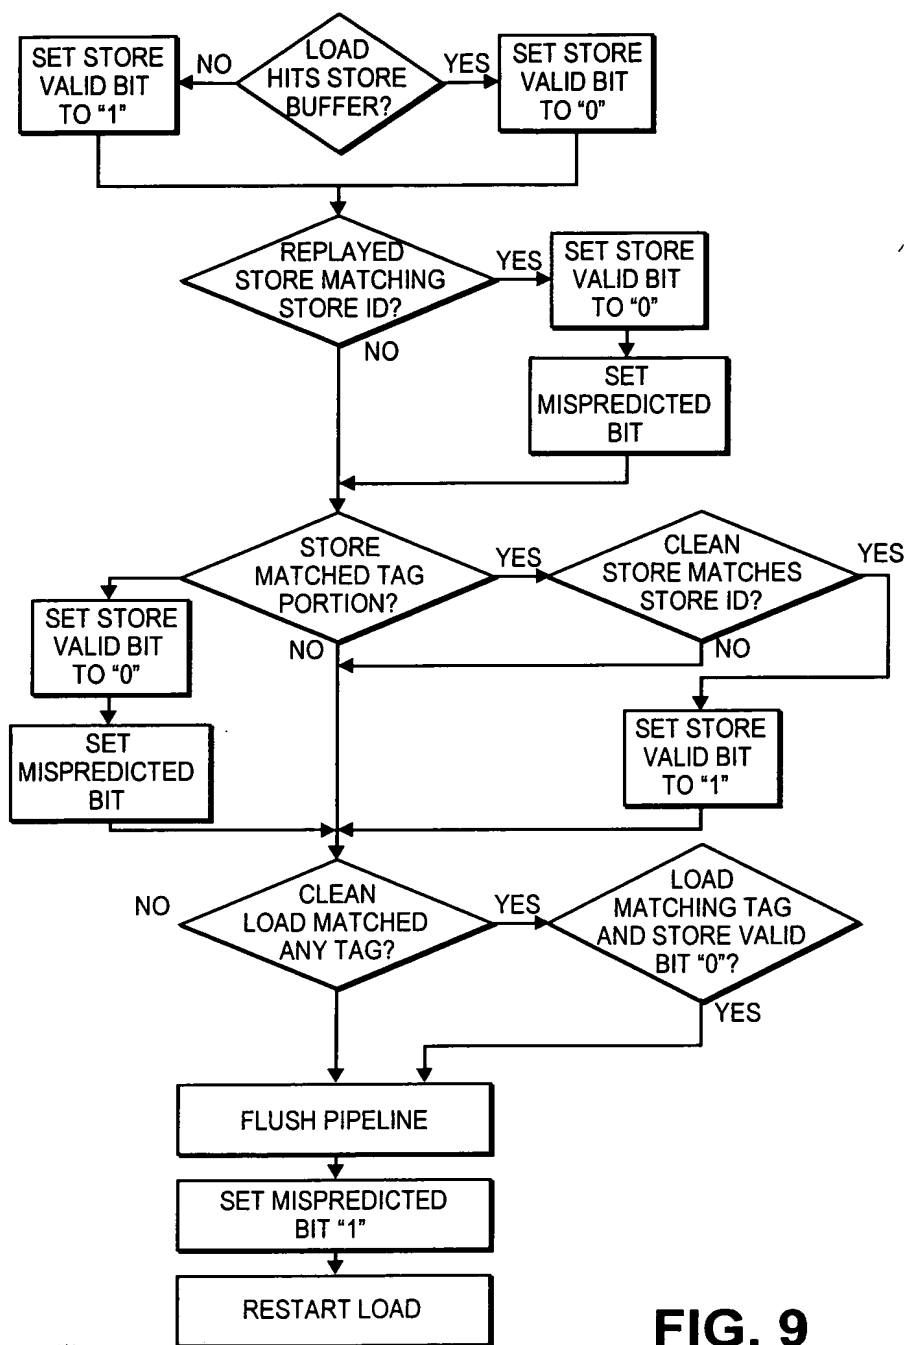 LOAD
HITS STORE
BUFFER?
NO
YES
SET STORE
VALID BIT
TO "1"
SET STORE
VALID BIT
TO "0"
REPLAYED
STORE MATCHING
STORE ID?
YES
NO
SET STORE
VALID BIT
TO "0"
SET
MISPREDICTED
BIT
STORE
MATCHED TAG
PORTION?
YES
NO
CLEAN
STORE MATCHES
STORE ID?
YES
NO
SET STORE
VALID BIT
TO "0"
SET
MISPREDICTED
BIT
SET STORE
VALID BIT
TO "1"
CLEAN
LOAD MATCHED
ANY TAG?
NO
YES
LOAD
MATCHING TAG
AND STORE VALID
BIT "0"?
YES
FLUSH PIPELINE
SET MISPREDICTED
BIT "1"
RESTART LOAD
FIG. 9